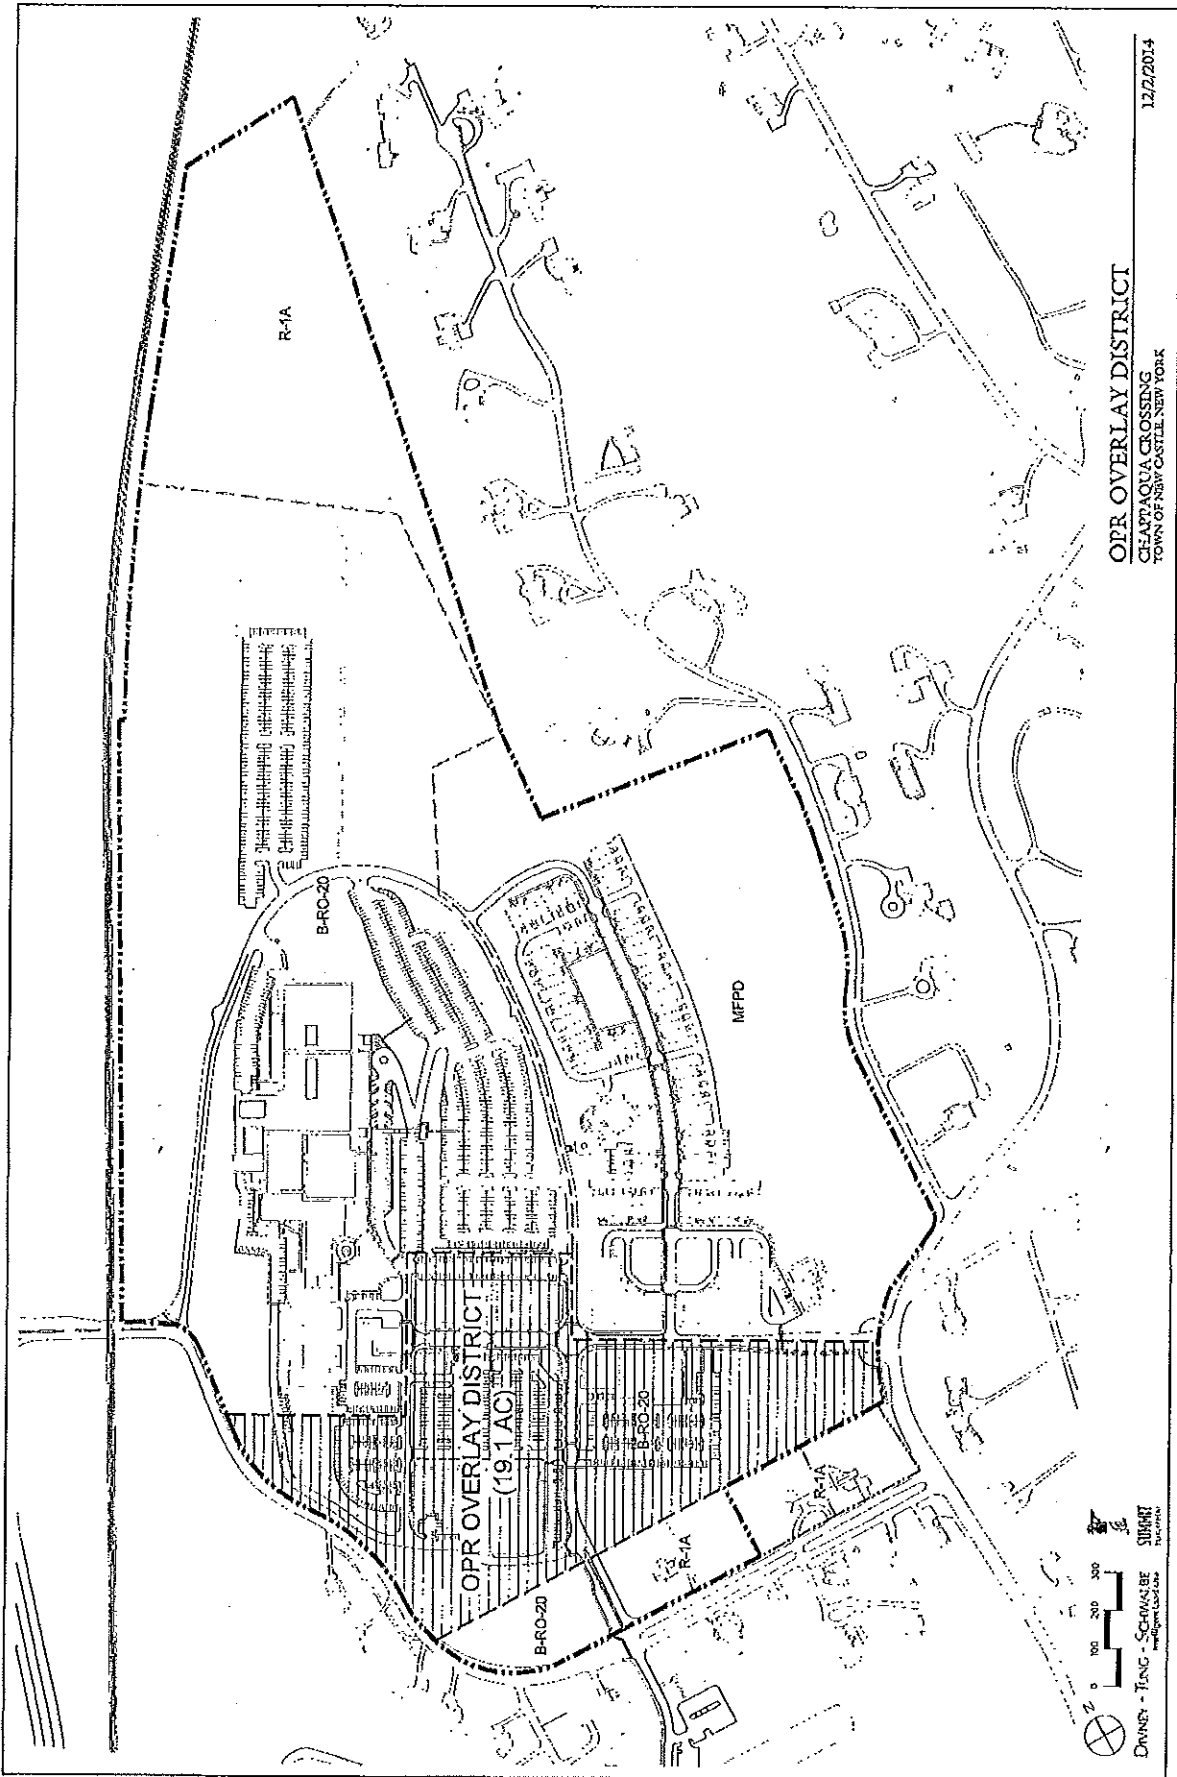 R-1A
B-RO-20
MFPD
OPR OVERLAY DISTRICT
(19.1 AC)
B-RO-20
B-RO-20
R-1A
R-1A
OPR OVERLAY DISTRICT
CHAPPAQUA CROSSING
TOWN OF NEW CASTLE, NEW YORK
12/2/2014
N
0 100 200 300
DIVNEY - TUNG - SCHWALBE
SUMMIT